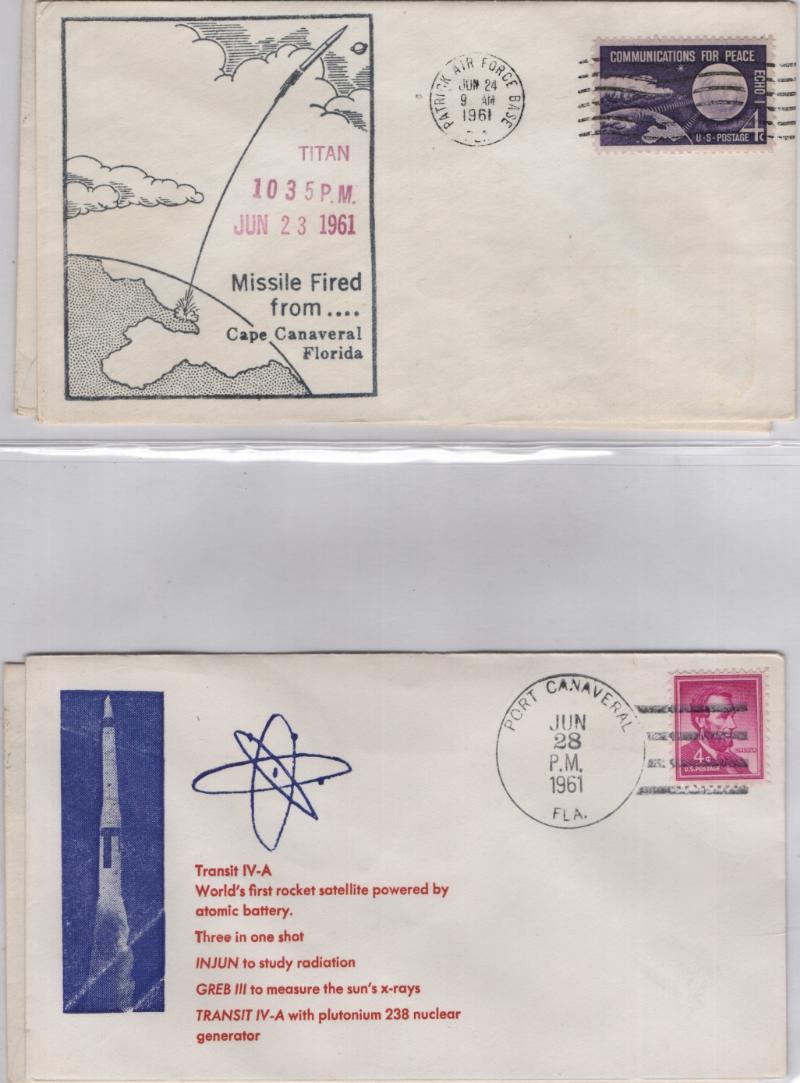 TITAN
1035 P.M.
JUN 23 1961
Missile Fired
from....
Cape Canaveral
Florida
PATRICK AIR FORCE BASE
JUN 24
9 AM
1961
COMMUNICATIONS FOR PEACE
ECHO I
U·S·POSTAGE 4c
PORT CANAVERAL
JUN
28
P.M.
1961
FLA.
4¢
U.S. POSTAGE
Transit IV-A
World's first rocket satellite powered by
atomic battery.
Three in one shot
INJUN to study radiation
GREB III to measure the sun's x-rays
TRANSIT IV-A with plutonium 238 nuclear
generator